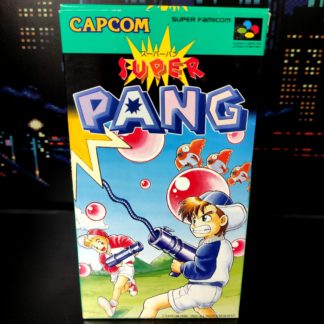 CAPCOM
SUPER FAMICOM
スーパーパン
SUPER
PANG